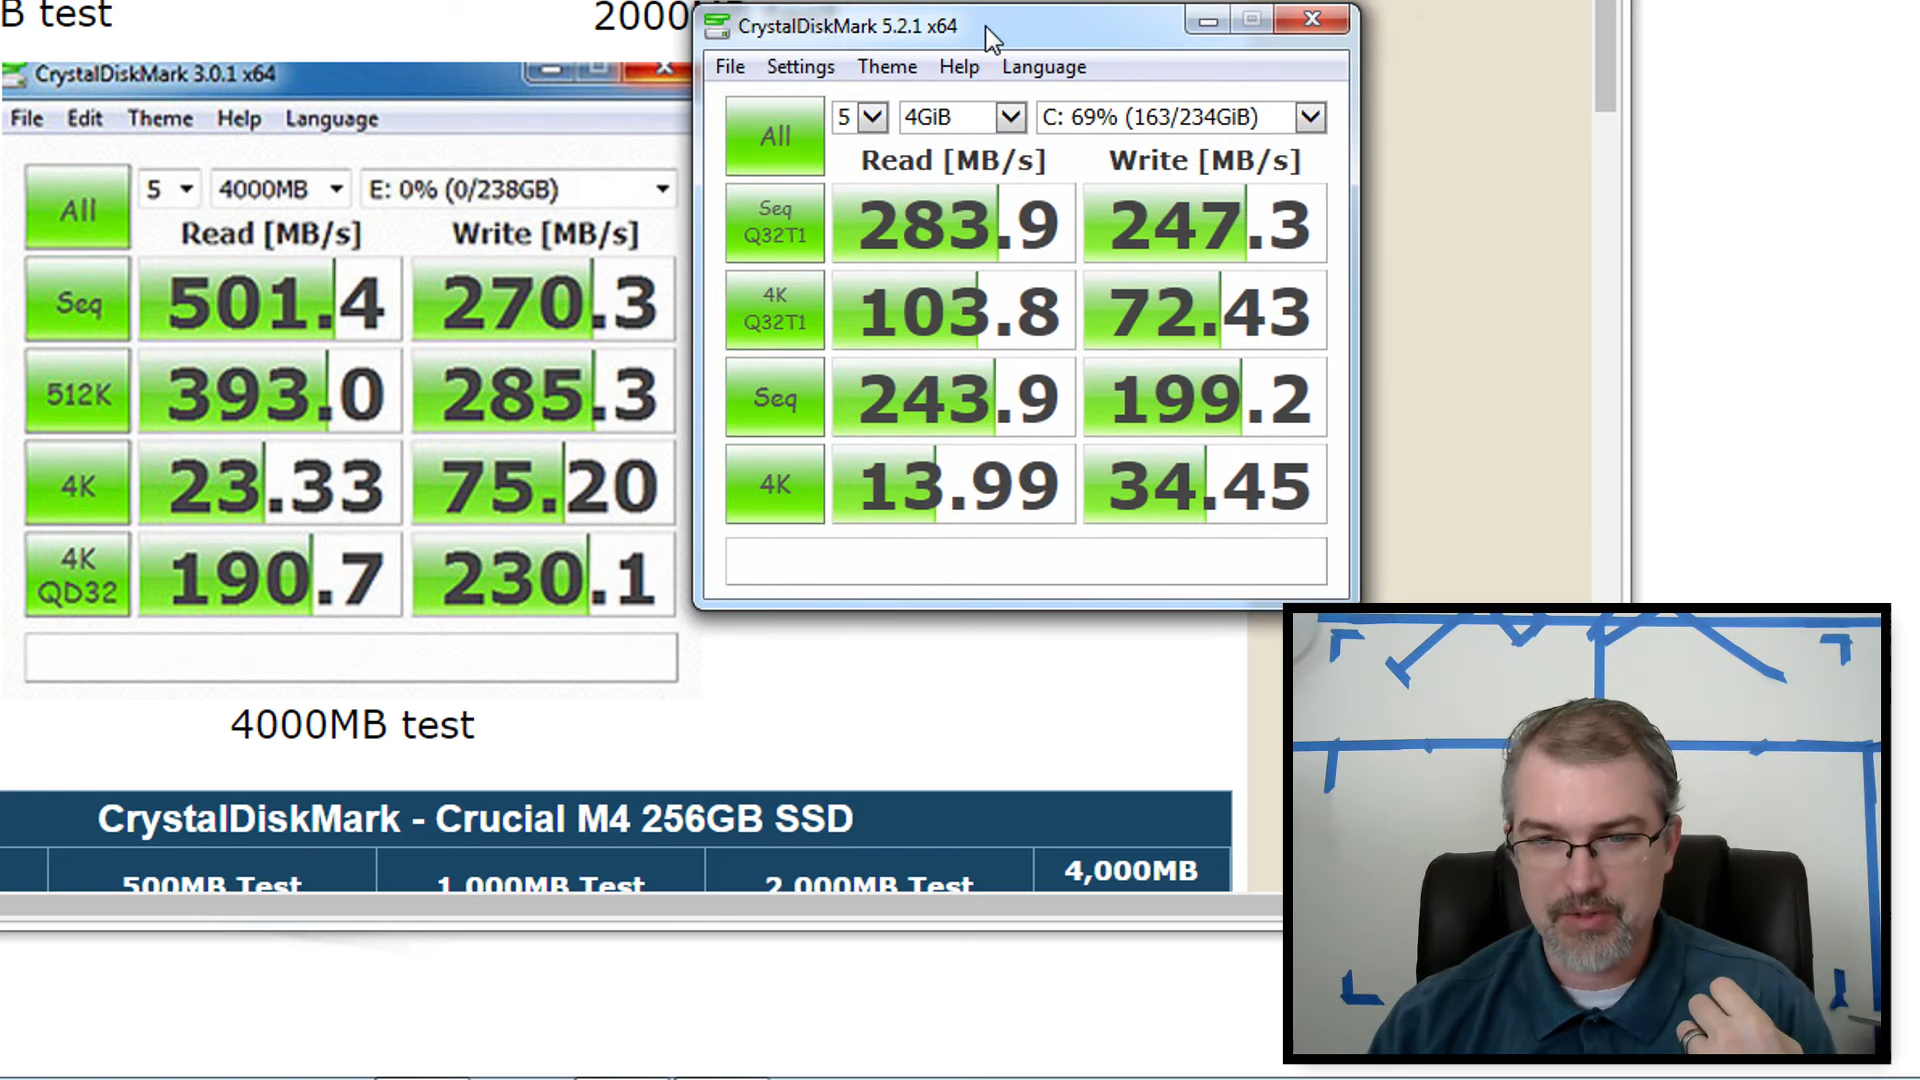 B test
2000MB test
CrystalDiskMark 3.0.1 x64
File Edit Theme Help Language
All
5
4000MB
E: 0% (0/238GB)
Read [MB/s] Write [MB/s]
Seq 501.4 270.3
512K 393.0 285.3
4K 23.33 75.20
4K QD32 190.7 230.1
4000MB test
CrystalDiskMark 5.2.1 x64
File Settings Theme Help Language
All
5
4GiB
C: 69% (163/234GiB)
Read [MB/s] Write [MB/s]
Seq Q32T1 283.9 247.3
4K Q32T1 103.8 72.43
Seq 243.9 199.2
4K 13.99 34.45
CrystalDiskMark - Crucial M4 256GB SSD
500MB Test 1,000MB Test 2,000MB Test 4,000MB